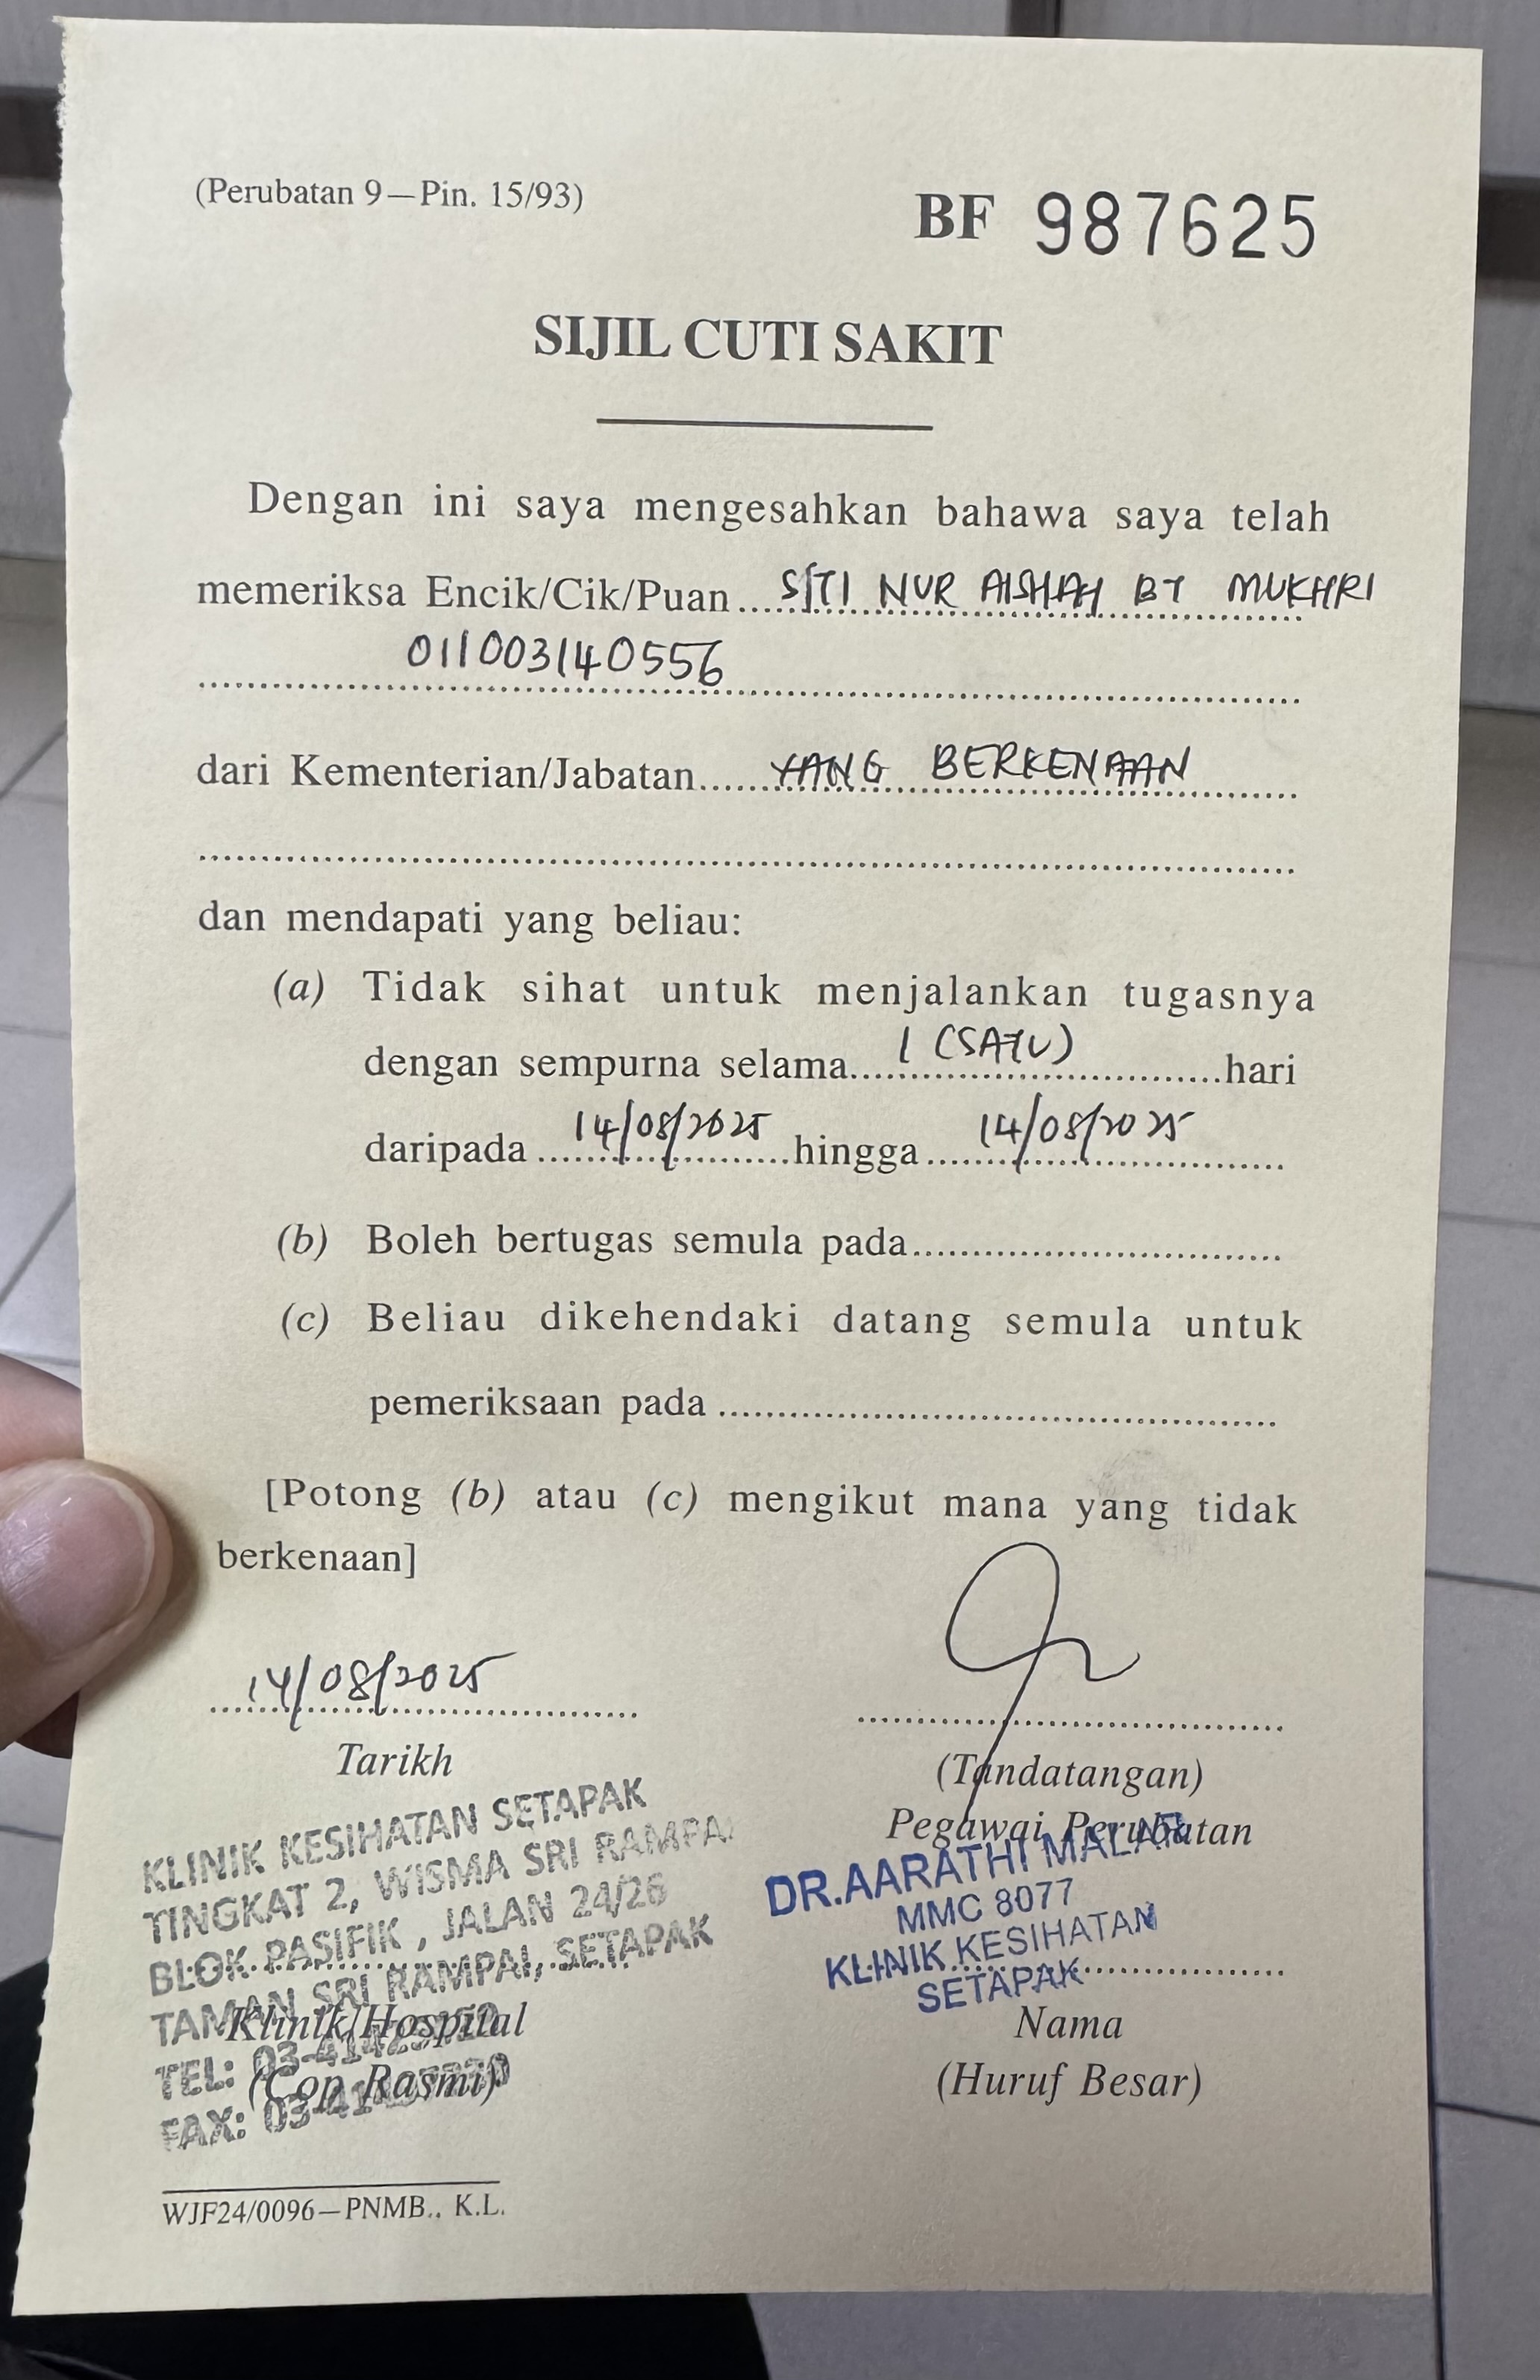 (Perubatan 9—Pin. 15/93)
BF 987625
SIJIL CUTI SAKIT
Dengan ini saya mengesahkan bahawa saya telah
memeriksa Encik/Cik/Puan....SITI NUR AISHAH BT MUKHRI
011003140556
dari Kementerian/Jabatan......YANG BERKENAAN
dan mendapati yang beliau:
(a) Tidak sihat untuk menjalankan tugasnya
dengan sempurna selama....1 (SATU)....hari
daripada....14/08/2025....hingga....14/08/2025
(b) Boleh bertugas semula pada................................
(c) Beliau dikehendaki datang semula untuk
pemeriksaan pada................................................
[Potong (b) atau (c) mengikut mana yang tidak
berkenaan]
14/08/2025
Tarikh
(Tandatangan)
Pegawai Perubatan
KLINIK KESIHATAN SETAPAK
TINGKAT 2, WISMA SRI RAMPAI
BLOK PASIFIK , JALAN 24/26
TAMAN SRI RAMPAI, SETAPAK
TEL:
FAX:
Klinik/Hospital
(Cop Rasmi)
DR.AARATHI MALAR
MMC 8077
KLINIK KESIHATAN
SETAPAK
Nama
(Huruf Besar)
WJF24/0096—PNMB., K.L.